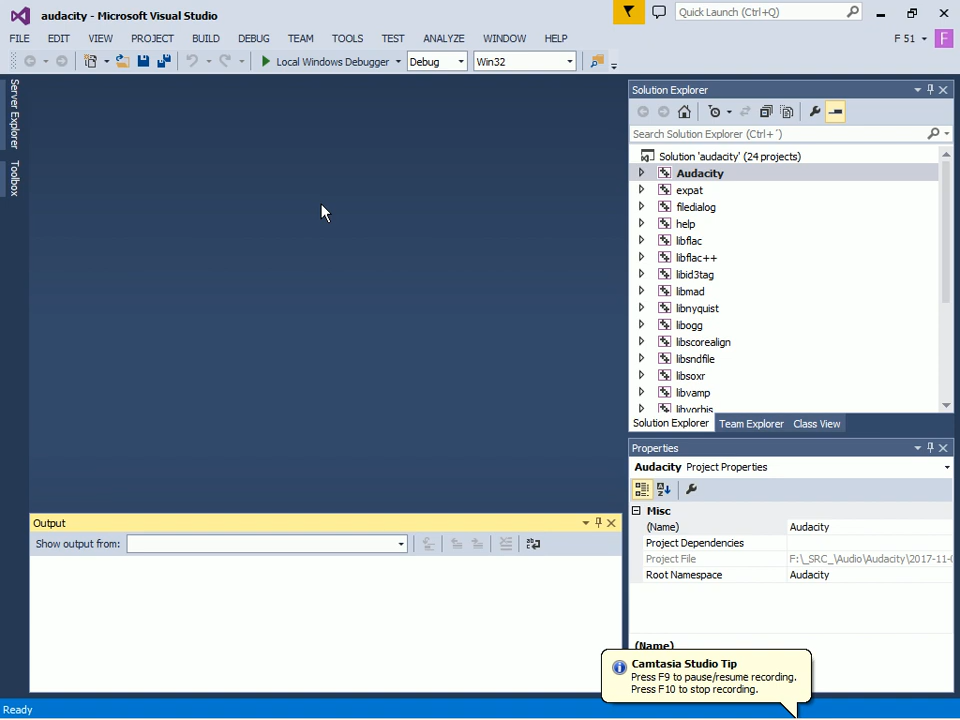 audacity - Microsoft Visual Studio
Quick Launch (Ctrl+Q)
FILE EDIT VIEW PROJECT BUILD DEBUG TEAM TOOLS TEST ANALYZE WINDOW HELP F 51 F
Local Windows Debugger Debug Win32
Server Explorer
Toolbox
Solution Explorer
Search Solution Explorer (Ctrl+´)
Solution 'audacity' (24 projects)
Audacity
expat
filedialog
help
libflac
libflac++
libid3tag
libmad
libnyquist
libogg
libscorealign
libsndfile
libsoxr
libvamp
libvorbis
Solution Explorer Team Explorer Class View
Properties
Audacity Project Properties
Misc
(Name) Audacity
Project Dependencies
Project File F:\_SRC_\Audio\Audacity\2017-11-
Root Namespace Audacity
(Name)
Output
Show output from:
Camtasia Studio Tip
Press F9 to pause/resume recording.
Press F10 to stop recording.
Ready